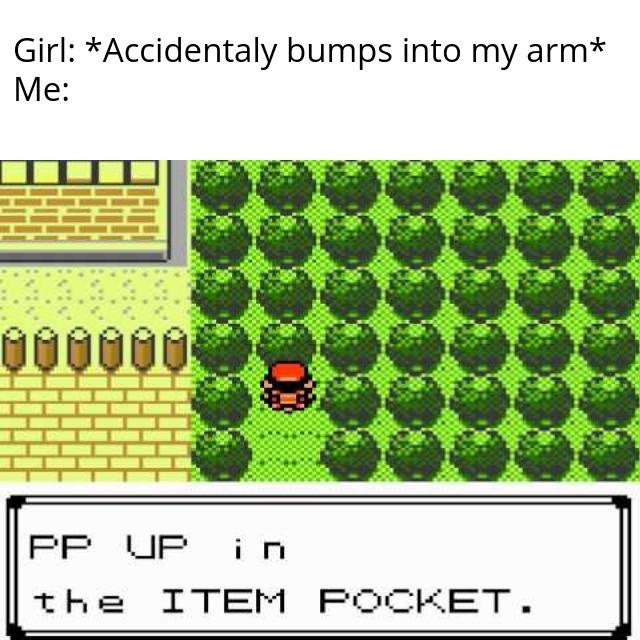 Girl: *Accidentaly bumps into my arm*
Me:
PP UP in
the ITEM POCKET.